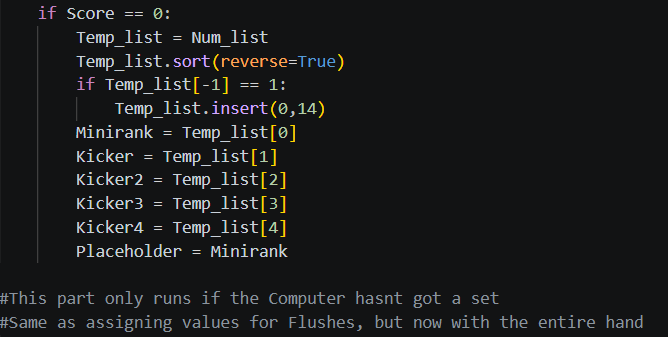 if Score == 0:
Temp_list = Num_list
Temp_list.sort(reverse=True)
if Temp_list[-1] == 1:
Temp_list.insert(0,14)
Minirank = Temp_list[0]
Kicker = Temp_list[1]
Kicker2 = Temp_list[2]
Kicker3 = Temp_list[3]
Kicker4 = Temp_list[4]
Placeholder = Minirank
#This part only runs if the Computer hasnt got a set
#Same as assigning values for Flushes, but now with the entire hand